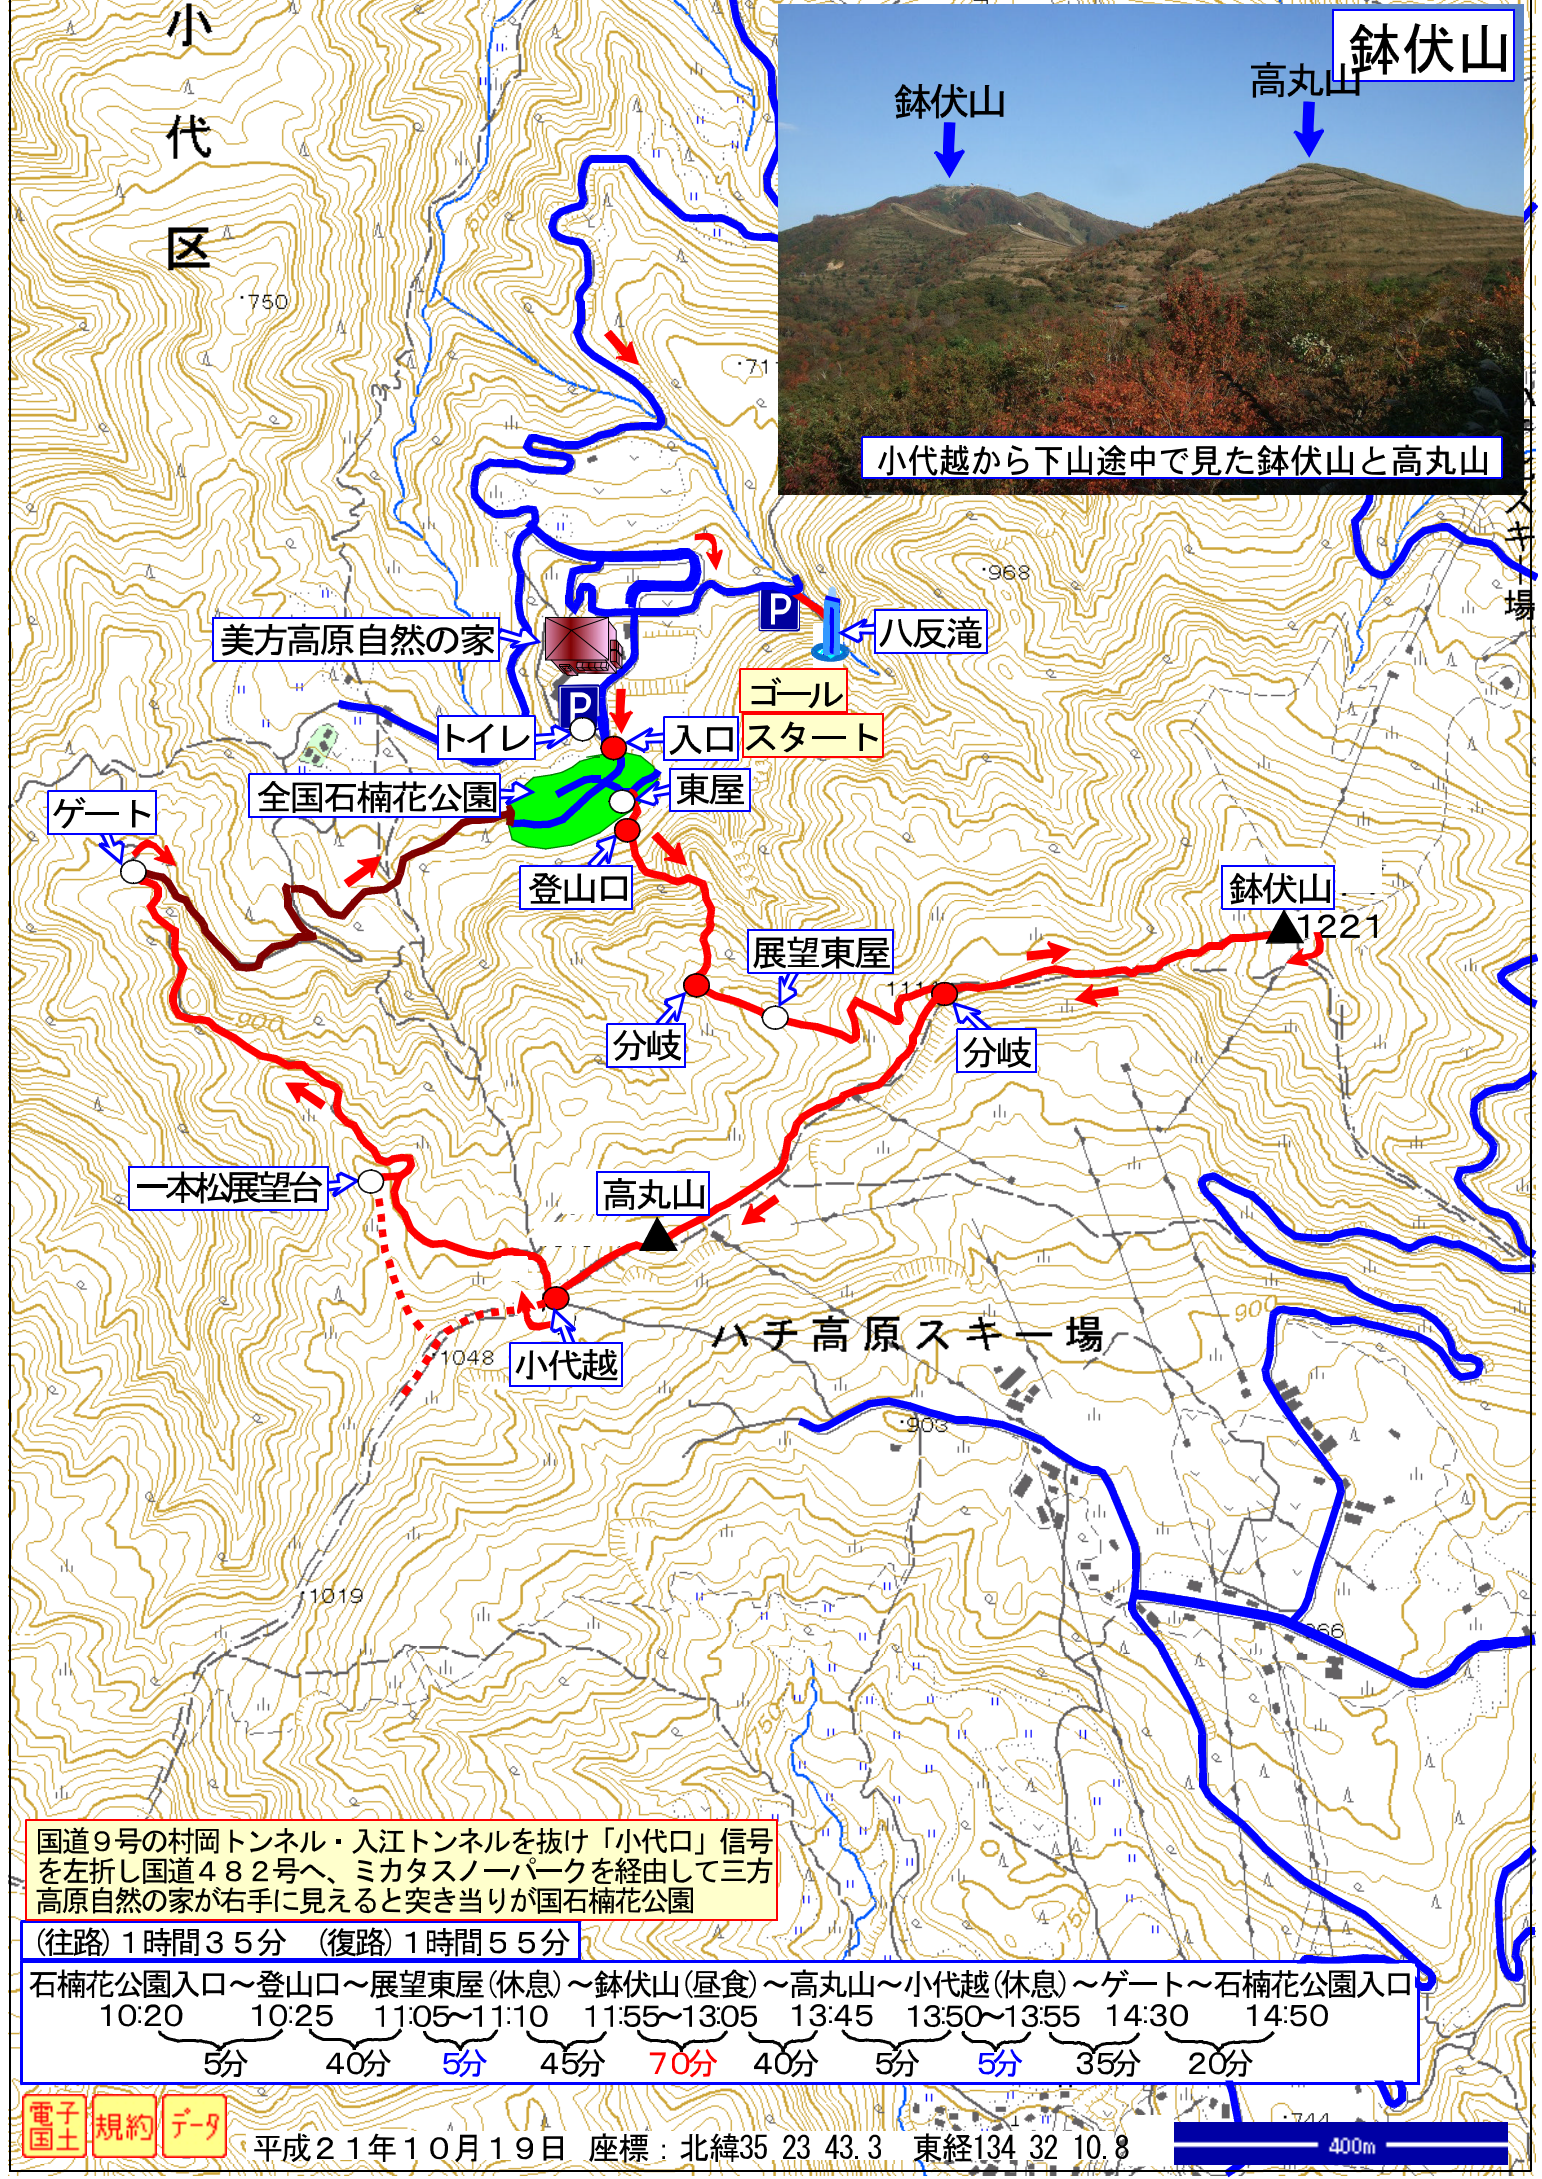 小
代
区
鉢伏山
鉢伏山
高丸山
小代越から下山途中で見た鉢伏山と高丸山
スキー場
500
750
968
美方高原自然の家
P
八反滝
P
ゴール
トイレ
入口
スタート
全国石楠花公園
東屋
ゲート
登山口
鉢伏山
1221
展望東屋
分岐
分岐
900
一本松展望台
高丸山
小代越
1048
ハチ高原スキー場
900
903
1019
750
750
国道9号の村岡トンネル・入江トンネルを抜け「小代口」信号
を左折し国道482号へ、ミカタスノーパークを経由して三方
高原自然の家が右手に見えると突き当りが国石楠花公園
(往路)1時間35分 (復路)1時間55分
石楠花公園入口～登山口～展望東屋(休息)～鉢伏山(昼食)～高丸山～小代越(休息)～ゲート～石楠花公園入口
10:20 10:25 11:05～11:10 11:55～13:05 13:45 13:50～13:55 14:30 14:50
5分 40分 5分 45分 70分 40分 5分 5分 35分 20分
電子
国土
規約
データ
平成21年10月19日 座標：北緯35 23 43.3 東経134 32 10.8
744
400m